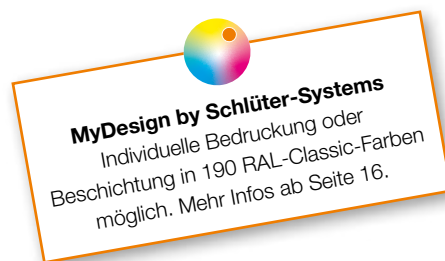 MyDesign by Schlüter-Systems
Individuelle Bedruckung oder
Beschichtung in 190 RAL-Classic-Farben
möglich. Mehr Infos ab Seite 16.